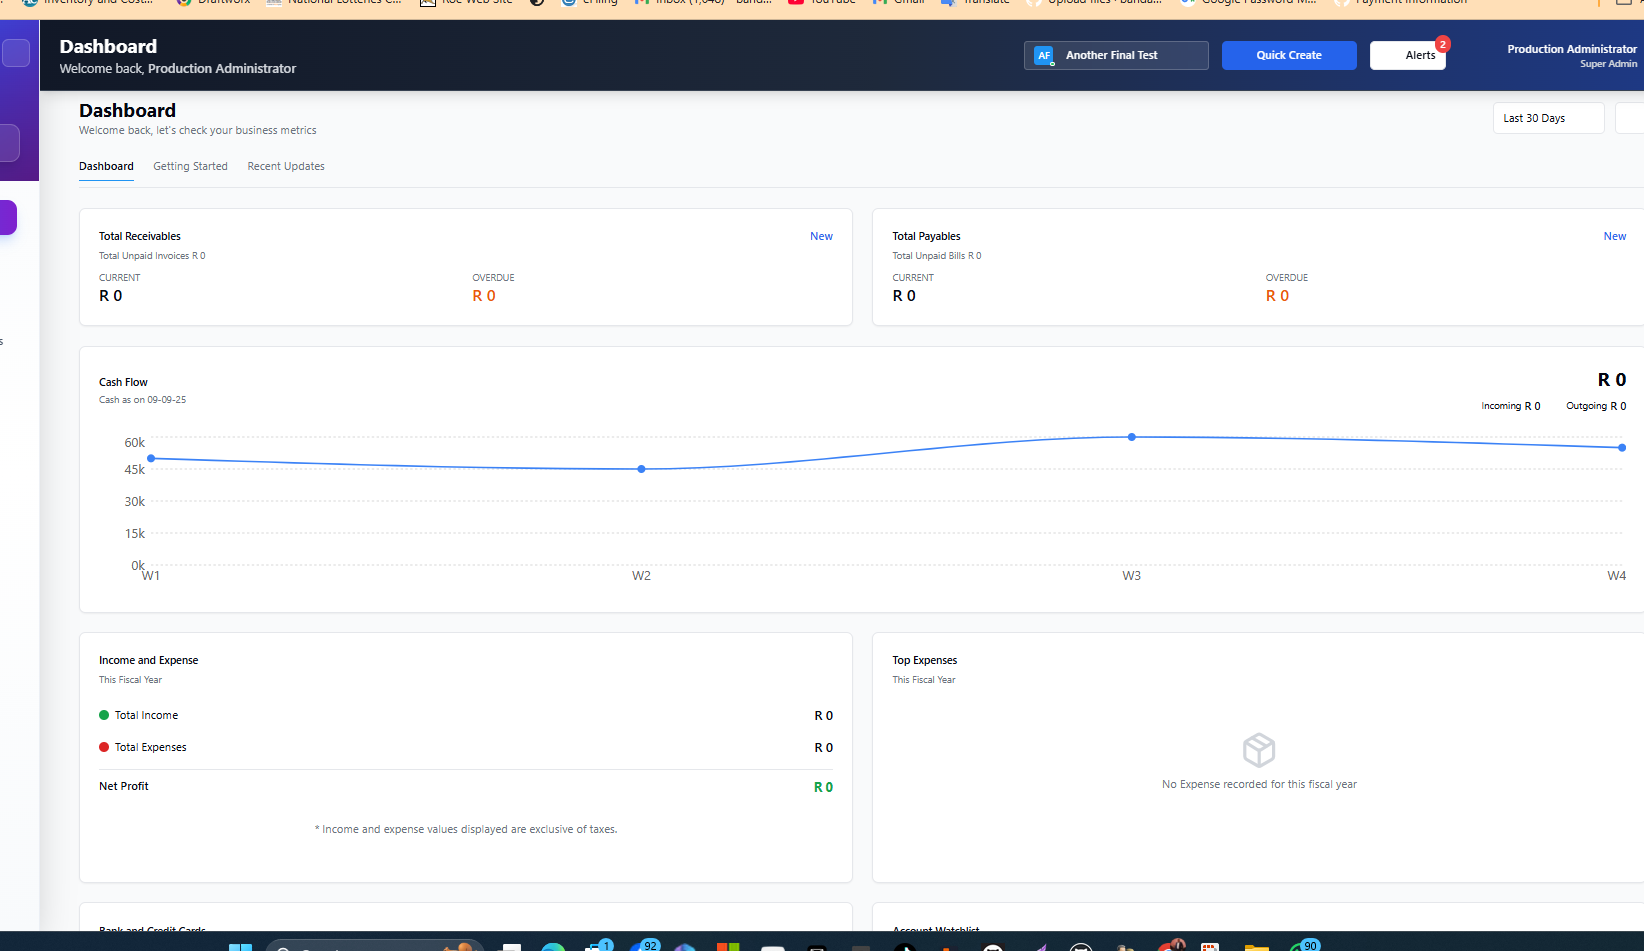 Inventory and Cost...
Draftworx
National Lotteries C...
Roc Web Site
eFiling
Inbox (1,646) - band...
YouTube
Gmail
Translate
Upload files · Banda...
Google Password M...
Payment information
Dashboard
Welcome back, Production Administrator
AF Another Final Test
Quick Create
Alerts
2
Production Administrator
Super Admin
Dashboard
Welcome back, let's check your business metrics
Last 30 Days
Dashboard Getting Started Recent Updates
Total Receivables
New
Total Unpaid Invoices R 0
CURRENT
OVERDUE
R 0
R 0
Total Payables
New
Total Unpaid Bills R 0
CURRENT
OVERDUE
R 0
R 0
s
Cash Flow
Cash as on 09-09-25
R 0
Incoming R 0
Outgoing R 0
60k
45k
30k
15k
0k
W1
W2
W3
W4
Income and Expense
This Fiscal Year
Total Income
R 0
Total Expenses
R 0
Net Profit
R 0
* Income and expense values displayed are exclusive of taxes.
Top Expenses
This Fiscal Year
No Expense recorded for this fiscal year
Bank and Credit Cards
Account Watchlist
1
92
90